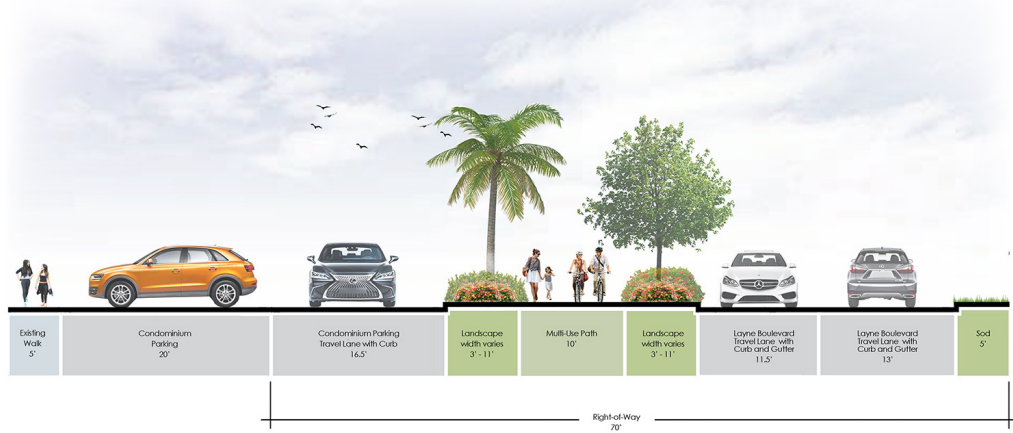 Existing
Walk
5'
Condominium
Parking
20'
Condominium Parking
Travel Lane with Curb
16.5'
Landscape
width varies
3' - 11'
Multi-Use Path
10'
Landscape
width varies
3' - 11'
Layne Boulevard
Travel Lane with
Curb and Gutter
11.5'
Layne Boulevard
Travel Lane with
Curb and Gutter
13'
Sod
5'
Right-of-Way
70'